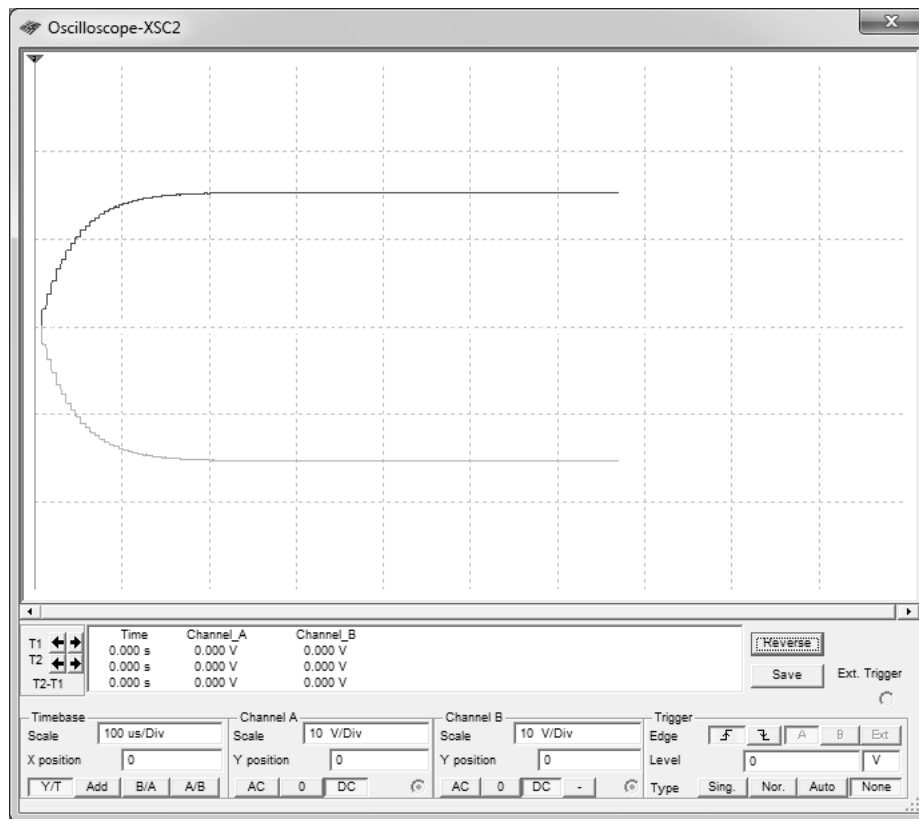 Oscilloscope-XSC2
x
T1
T2
T2-T1
Time Channel_A Channel_B
0.000 s 0.000 V 0.000 V
0.000 s 0.000 V 0.000 V
0.000 s 0.000 V 0.000 V
Reverse
Save
Ext. Trigger
Timebase
Scale 100 us/Div
X position 0
Y/T Add B/A A/B
Channel A
Scale 10 V/Div
Y position 0
AC 0 DC
Channel B
Scale 10 V/Div
Y position 0
AC 0 DC -
Trigger
Edge A B Ext
Level 0 V
Type Sing. Nor. Auto None